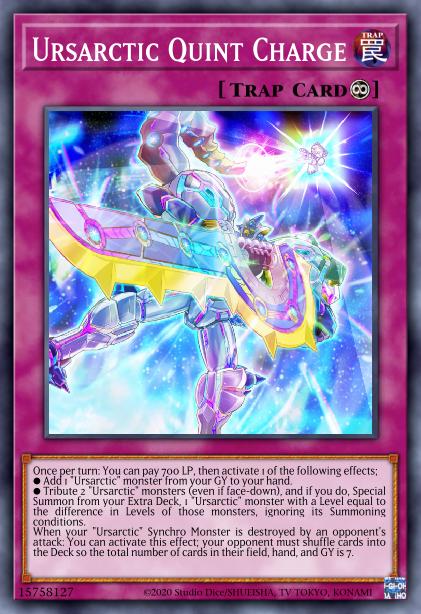 URSARCTIC QUINT CHARGE
TRAP
罠
[TRAP CARD ]
Once per turn: You can pay 700 LP, then activate 1 of the following effects;
● Add 1 "Ursarctic" monster from your GY to your hand.
● Tribute 2 "Ursarctic" monsters (even if face-down), and if you do, Special
Summon from your Extra Deck, 1 "Ursarctic" monster with a Level equal to
the difference in Levels of those monsters, ignoring its Summoning
conditions.
When your "Ursarctic" Synchro Monster is destroyed by an opponent's
attack: You can activate this effect; your opponent must shuffle cards into
the Deck so the total number of cards in their field, hand, and GY is 7.
15758127
©2020 Studio Dice/SHUEISHA, TV TOKYO, KONAMI